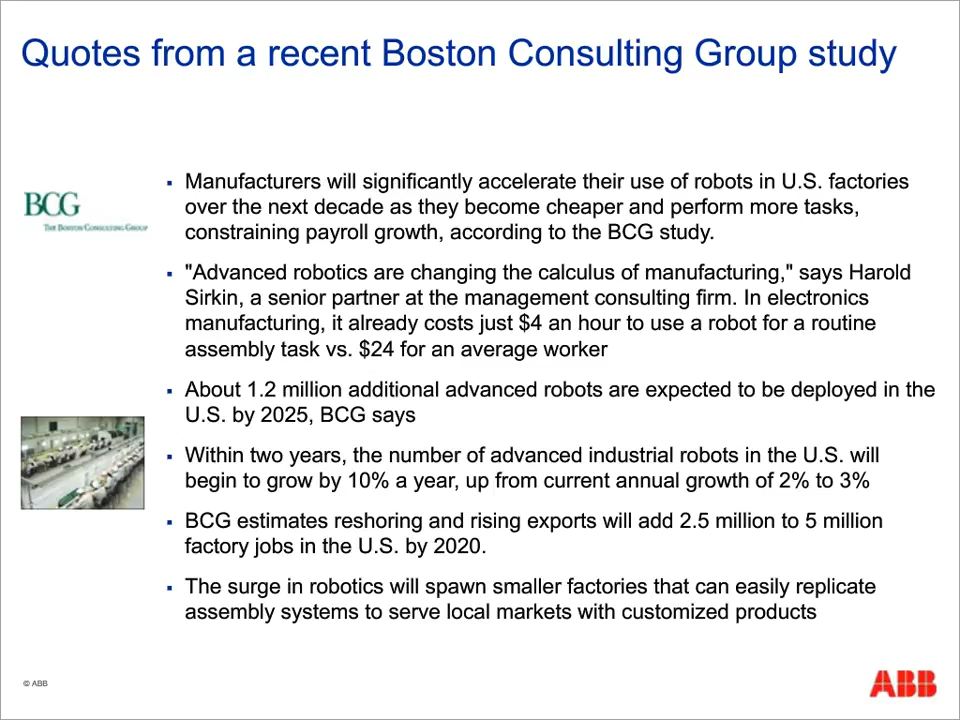 Quotes from a recent Boston Consulting Group study
BCG
THE BOSTON CONSULTING GROUP
▪ Manufacturers will significantly accelerate their use of robots in U.S. factories
over the next decade as they become cheaper and perform more tasks,
constraining payroll growth, according to the BCG study.
▪ "Advanced robotics are changing the calculus of manufacturing," says Harold
Sirkin, a senior partner at the management consulting firm. In electronics
manufacturing, it already costs just $4 an hour to use a robot for a routine
assembly task vs. $24 for an average worker
▪ About 1.2 million additional advanced robots are expected to be deployed in the
U.S. by 2025, BCG says
▪ Within two years, the number of advanced industrial robots in the U.S. will
begin to grow by 10% a year, up from current annual growth of 2% to 3%
▪ BCG estimates reshoring and rising exports will add 2.5 million to 5 million
factory jobs in the U.S. by 2020.
▪ The surge in robotics will spawn smaller factories that can easily replicate
assembly systems to serve local markets with customized products
© ABB
ABB